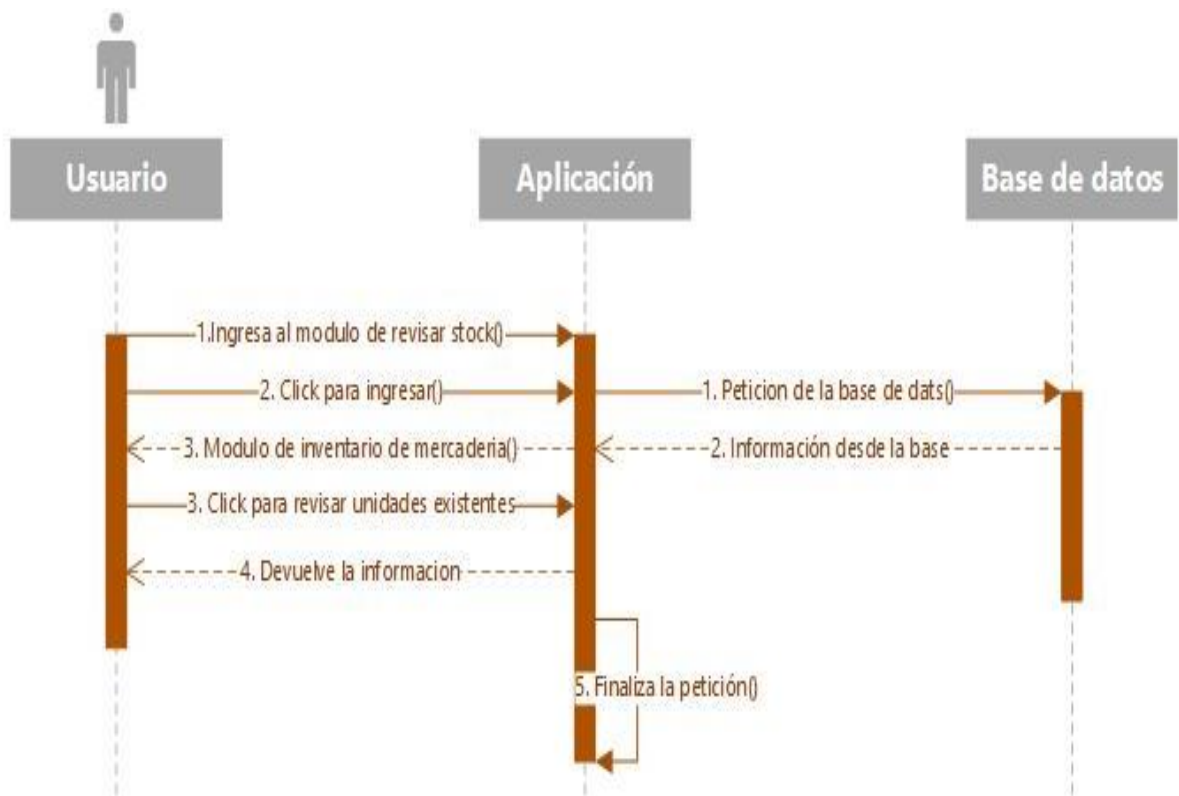 Usuario
Aplicación
Base de datos
1.Ingresa al modulo de revisar stock()
2. Click para ingresar()
1. Peticion de la base de dats()
3. Modulo de inventario de mercaderia()
2. Información desde la base
3. Click para revisar unidades existentes
4. Devuelve la informacion
5. Finaliza la petición()